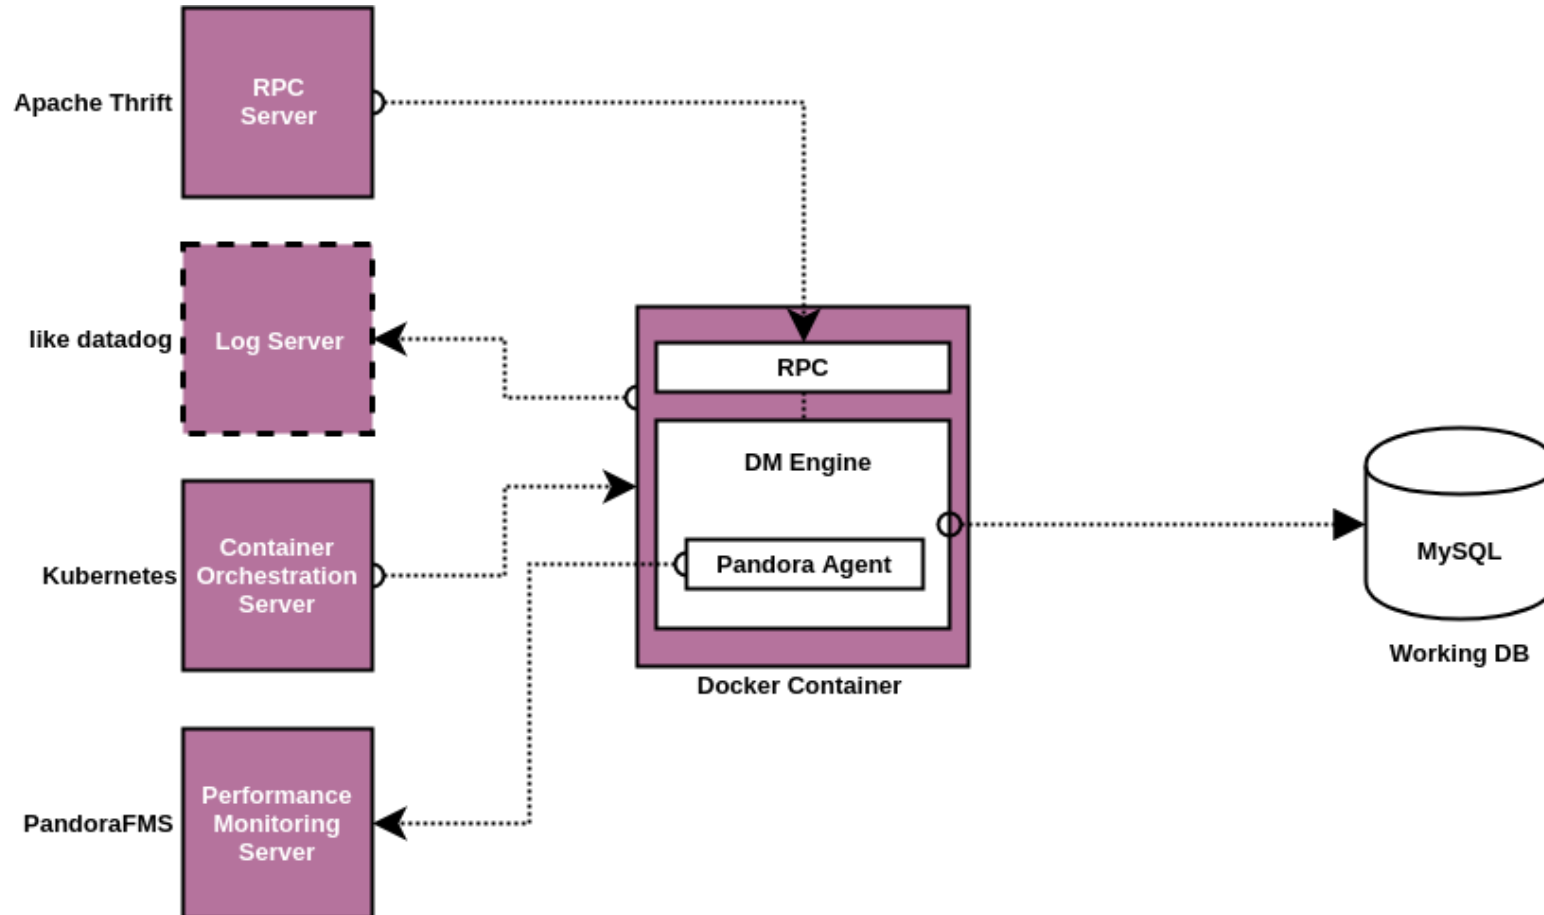 Apache Thrift
RPC
Server
like datadog
Log Server
Kubernetes
Container
Orchestration
Server
PandoraFMS
Performance
Monitoring
Server
RPC
DM Engine
Pandora Agent
Docker Container
MySQL
Working DB